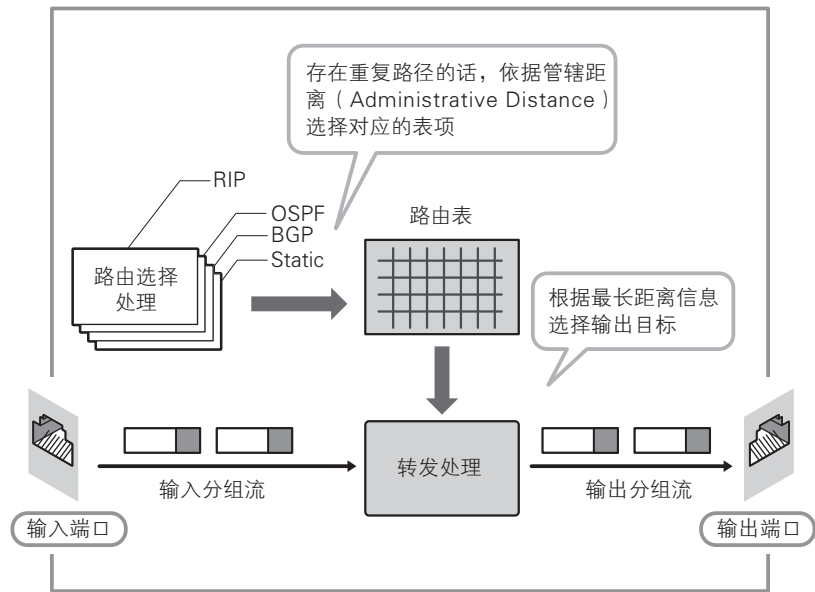 存在重复路径的话，依据管辖距
离（Administrative Distance）
选择对应的表项
RIP
OSPF
BGP
Static
路由选择
处理
路由表
根据最长距离信息
选择输出目标
转发处理
输入分组流
输出分组流
输入端口
输出端口